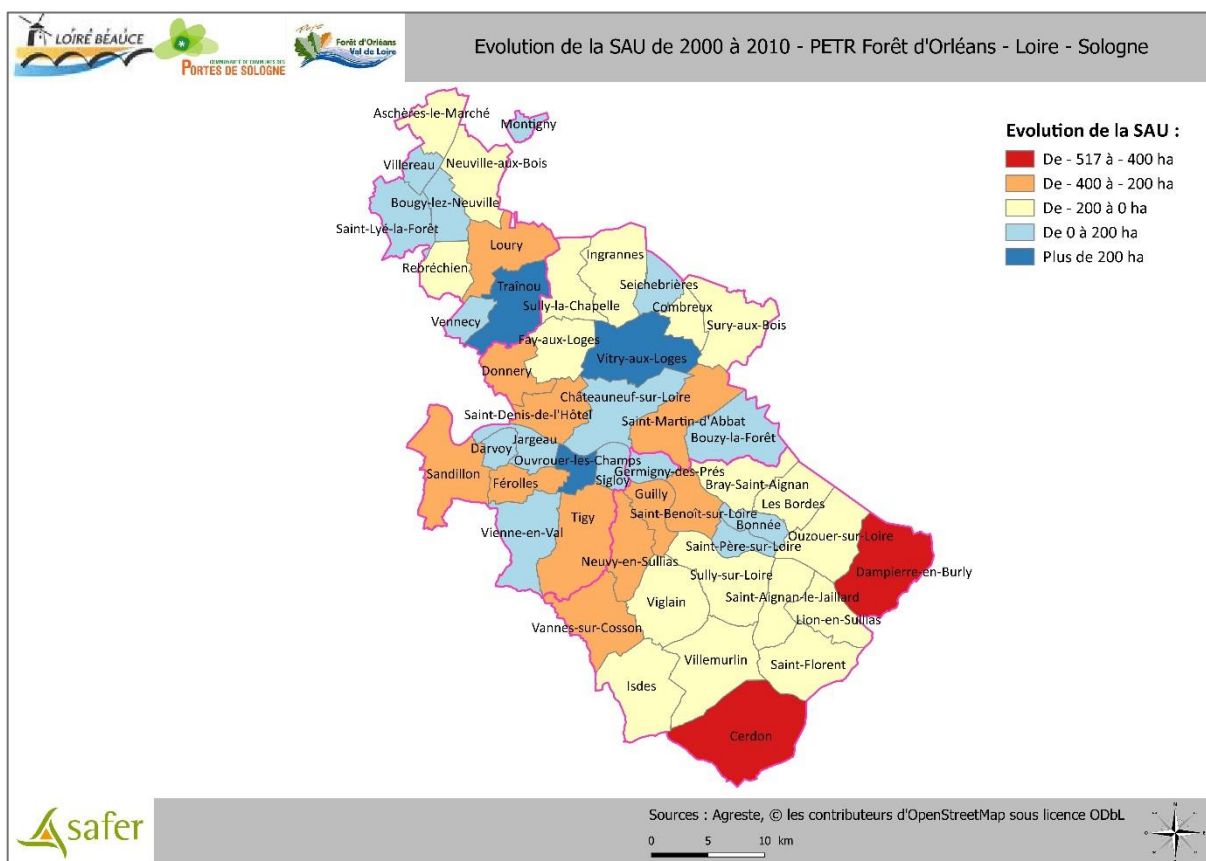 LOIRE BEAUCE
COMMUNAUTÉ DE COMMUNES DES
PORTES DE SOLOGNE
Pays
Forêt d'Orléans
Val de Loire
Evolution de la SAU de 2000 à 2010 - PETR Forêt d'Orléans - Loire - Sologne
Evolution de la SAU :
De - 517 à - 400 ha
De - 400 à - 200 ha
De - 200 à 0 ha
De 0 à 200 ha
Plus de 200 ha
Aschères-le-Marché
Montigny
Villereau
Neuville-aux-Bois
Bougy-lez-Neuville
Saint-Lyé-la-Forêt
Loury
Ingrannes
Rebréchien
Traînou
Seichebrières
Sully-la-Chapelle
Combreux
Vennecy
Sury-aux-Bois
Fay-aux-Loges
Vitry-aux-Loges
Donnery
Châteauneuf-sur-Loire
Saint-Denis-de-l'Hôtel
Saint-Martin-d'Abbat
Jargeau
Bouzy-la-Forêt
Darvoy
Ouvrouer-les-Champs
Sandillon
Germigny-des-Prés
Sigloy
Férolles
Bray-Saint-Aignan
Guilly
Les Bordes
Saint-Benoît-sur-Loire
Tigy
Bonnée
Vienne-en-Val
Ouzouer-sur-Loire
Saint-Père-sur-Loire
Neuvy-en-Sullias
Dampierre-en-Burly
Sully-sur-Loire
Saint-Aignan-le-Jaillard
Viglain
Lion-en-Sullias
Vannes-sur-Cosson
Villemurlin
Saint-Florent
Isdes
Cerdon
safer
Sources : Agreste, © les contributeurs d'OpenStreetMap sous licence ODbL
0 5 10 km
N
O E
S